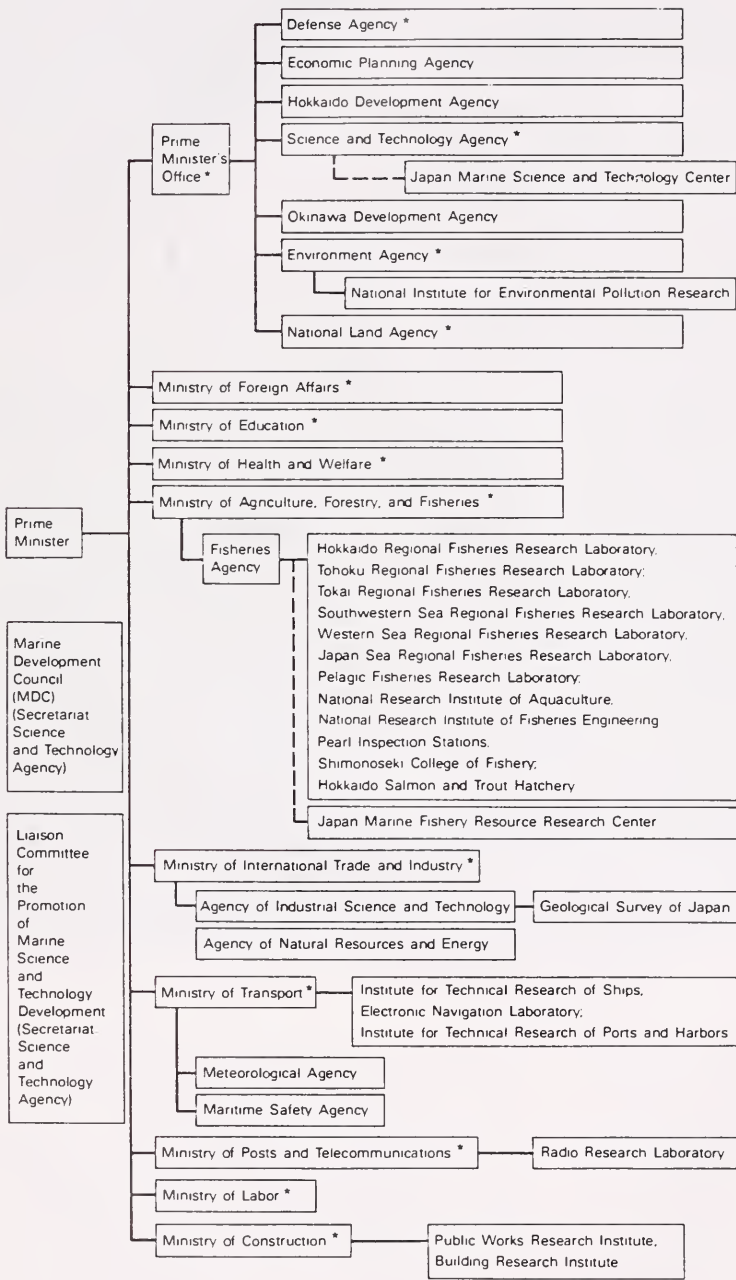 Defense Agency *
Economic Planning Agency
Hokkaido Development Agency
Prime
Minister's
Office *
Science and Technology Agency *
Japan Marine Science and Technology Center
Okinawa Development Agency
Environment Agency *
National Institute for Environmental Pollution Research
National Land Agency *
Ministry of Foreign Affairs *
Ministry of Education *
Ministry of Health and Welfare *
Ministry of Agriculture, Forestry, and Fisheries *
Prime
Minister
Fisheries
Agency
Hokkaido Regional Fisheries Research Laboratory.
Tohoku Regional Fisheries Research Laboratory;
Tokai Regional Fisheries Research Laboratory.
Southwestern Sea Regional Fisheries Research Laboratory.
Western Sea Regional Fisheries Research Laboratory.
Japan Sea Regional Fisheries Research Laboratory.
Pelagic Fisheries Research Laboratory;
National Research Institute of Aquaculture.
National Research Institute of Fisheries Engineering
Pearl Inspection Stations.
Shimonoseki College of Fishery;
Hokkaido Salmon and Trout Hatchery
Japan Marine Fishery Resource Research Center
Marine
Development
Council
(MDC)
(Secretariat
Science
and Technology
Agency)
Liaison
Committee
for
the
Promotion
of
Marine
Science
and
Technology
Development
(Secretariat
Science
and
Technology
Agency)
Ministry of International Trade and Industry *
Agency of Industrial Science and Technology
Geological Survey of Japan
Agency of Natural Resources and Energy
Ministry of Transport *
Institute for Technical Research of Ships,
Electronic Navigation Laboratory;
Institute for Technical Research of Ports and Harbors
Meteorological Agency
Maritime Safety Agency
Ministry of Posts and Telecommunications *
Radio Research Laboratory
Ministry of Labor *
Ministry of Construction *
Public Works Research Institute,
Building Research Institute